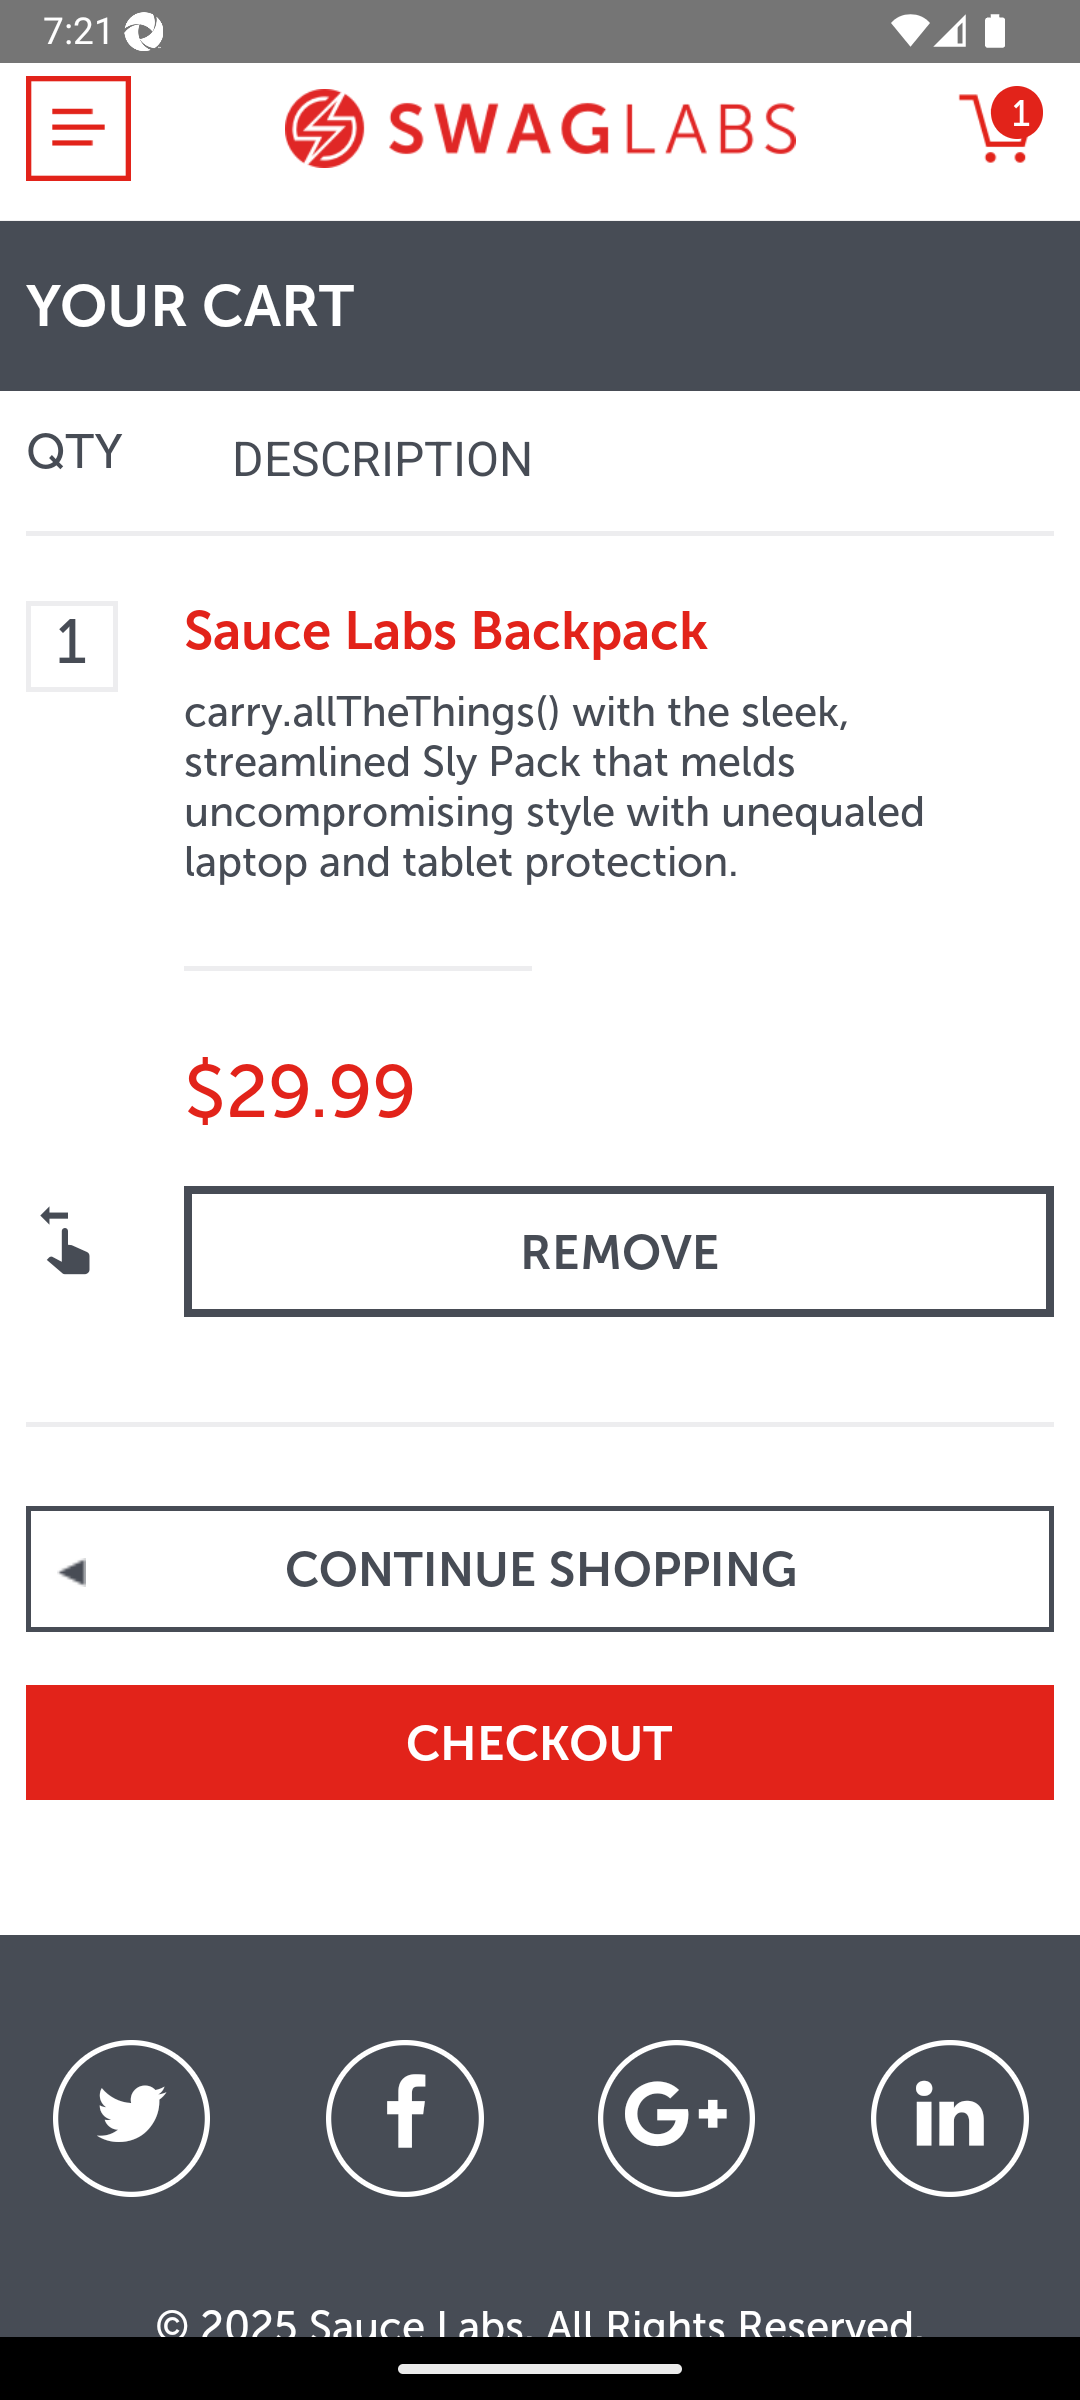 7:21
SWAGLABS
1
YOUR CART
QTY
DESCRIPTION
1
Sauce Labs Backpack
carry.allTheThings() with the sleek,
streamlined Sly Pack that melds
uncompromising style with unequaled
laptop and tablet protection.
$29.99
REMOVE
CONTINUE SHOPPING
CHECKOUT
f
G+
in
© 2025 Sauce Labs. All Rights Reserved.